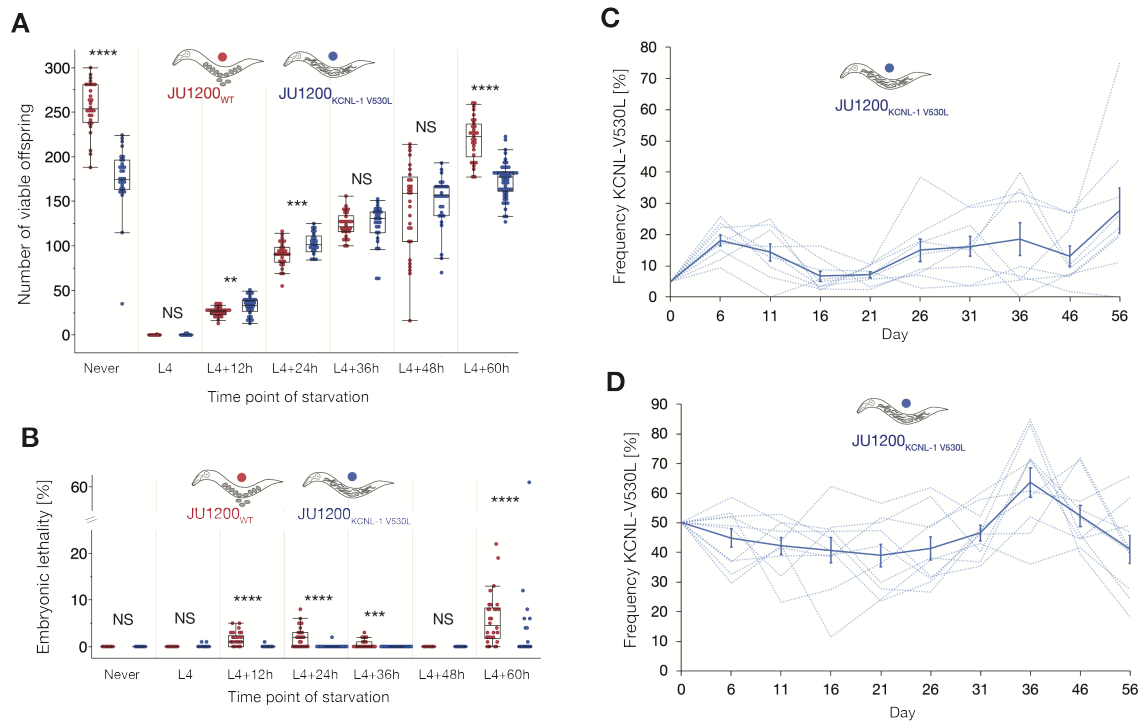 A
Number of viable offspring
300
250
200
150
100
50
0
****
NS
**
***
NS
NS
****
JU1200WT
JU1200KCNL-1 V530L
Never
L4
L4+12h
L4+24h
L4+36h
L4+48h
L4+60h
Time point of starvation
B
Embryonic lethality [%]
60
20
10
0
NS
NS
****
****
***
NS
****
JU1200WT
JU1200KCNL-1 V530L
Never
L4
L4+12h
L4+24h
L4+36h
L4+48h
L4+60h
Time point of starvation
C
Frequency KCNL-V530L [%]
80
70
60
50
40
30
20
10
0
JU1200KCNL-1 V530L
0 6 11 16 21 26 31 36 46 56
Day
D
Frequency KCNL-V530L [%]
90
80
70
60
50
40
30
20
10
0
JU1200KCNL-1 V530L
0 6 11 16 21 26 31 36 46 56
Day